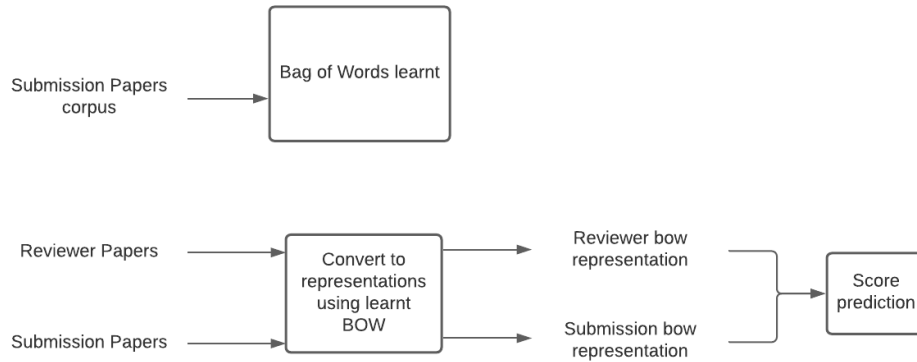 Submission Papers
corpus
Bag of Words learnt
Reviewer Papers
Submission Papers
Convert to
representations
using learnt
BOW
Reviewer bow
representation
Submission bow
representation
Score
prediction